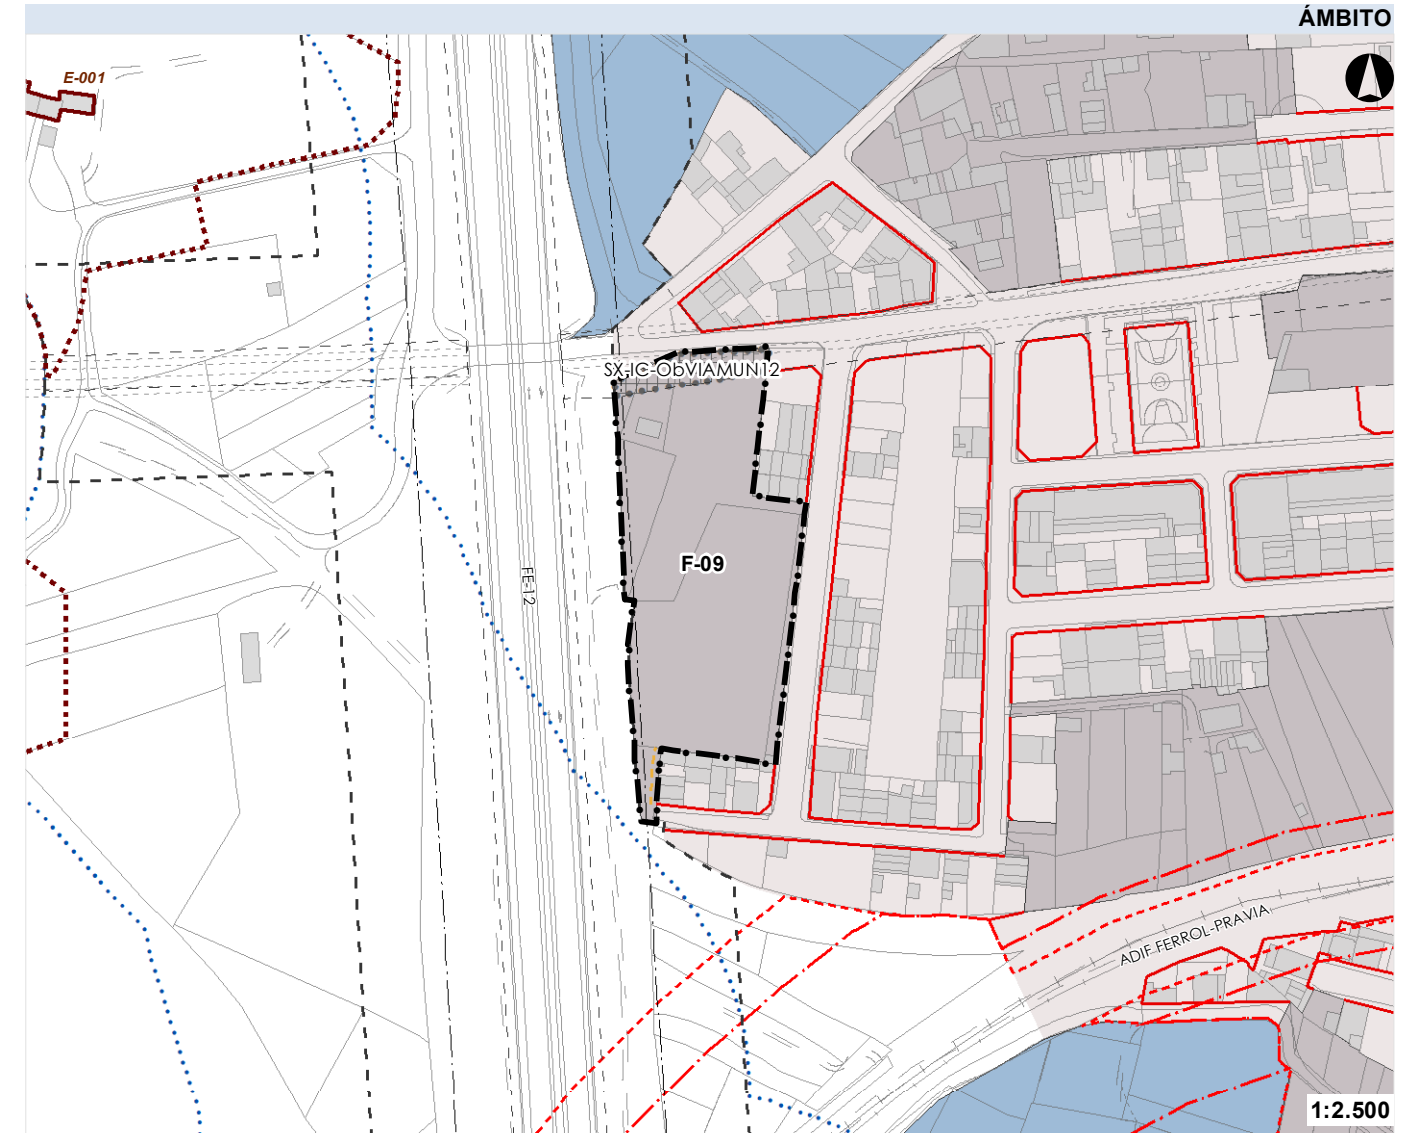 ÁMBITO
E-001
SX-IC-ObVIAMUN12
F-09
FE-12
ADIF FERROL-PRAVIA
1:2.500